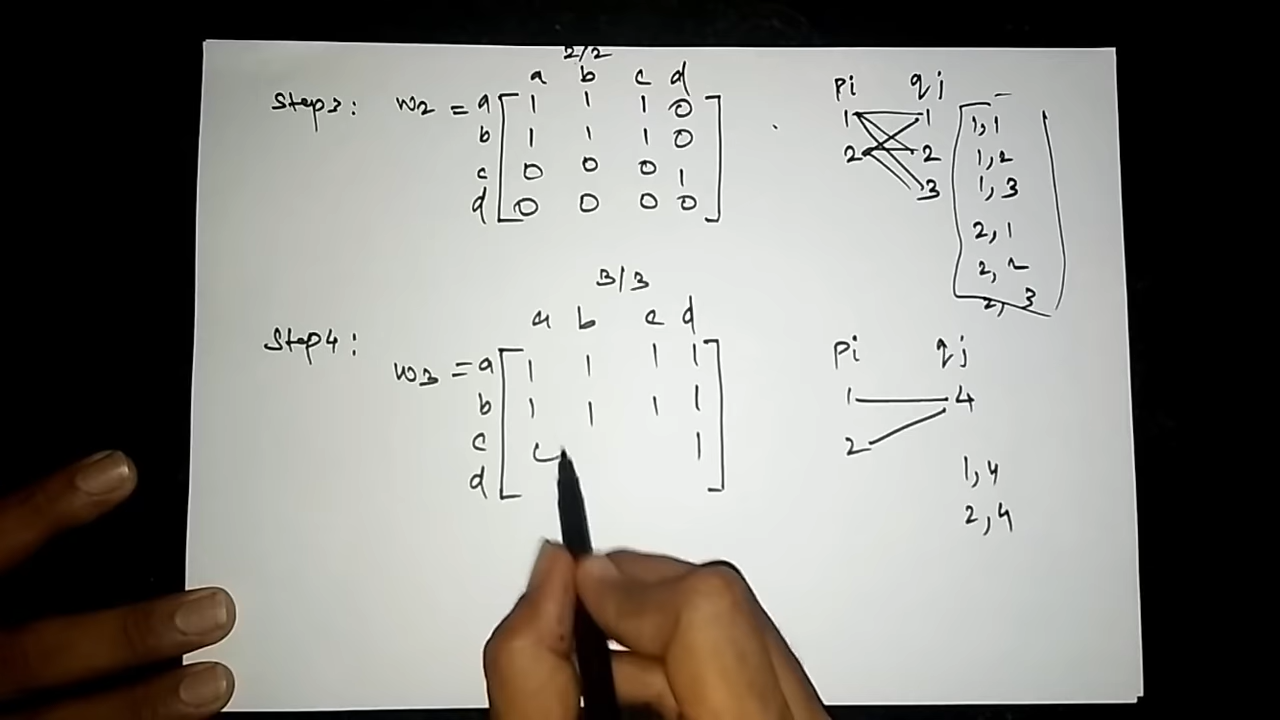 2/2
a b c d
Step3: W2 = a 1 1 1 0
b 1 1 1 0
c 0 0 0 1
d 0 0 0 0
pi qj
1 1
2 2
3
1,1
1,2
1,3
2,1
2,2
2,3
3/3
a b c d
Step4:
W3 = a 1 1 1 1
b 1 1 1 1
c 1
d
pi qj
1 4
2
1,4
2,4